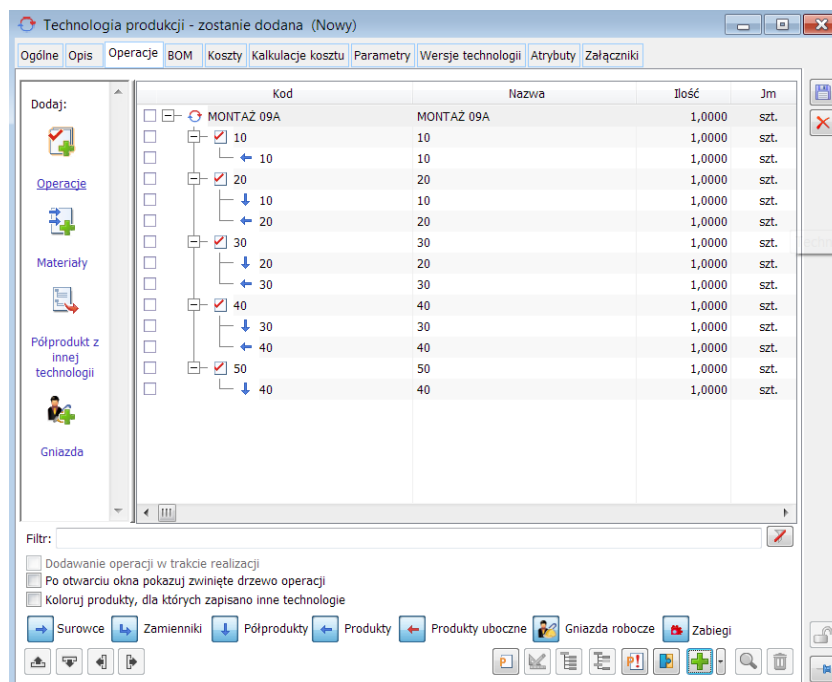 Technologia produkcji - zostanie dodana (Nowy)
Ogólne Opis Operacje BOM Koszty Kalkulacje kosztu Parametry Wersje technologii Atrybuty Załączniki
Dodaj:
Operacje
Materiały
Półprodukt z
innej
technologii
Gniazda
Kod Nazwa Ilość Jm
MONTAŻ 09A MONTAŻ 09A 1,0000 szt.
10 10 1,0000 szt.
10 10 1,0000 szt.
20 20 1,0000 szt.
10 10 1,0000 szt.
20 20 1,0000 szt.
30 30 1,0000 szt.
20 20 1,0000 szt.
30 30 1,0000 szt.
40 40 1,0000 szt.
30 30 1,0000 szt.
40 40 1,0000 szt.
50 50 1,0000 szt.
40 40 1,0000 szt.
Filtr:
Dodawanie operacji w trakcie realizacji
Po otwarciu okna pokazuj zwinięte drzewo operacji
Koloruj produkty, dla których zapisano inne technologie
Surowce Zamienniki Półprodukty Produkty Produkty uboczne Gniazda robocze Zabiegi